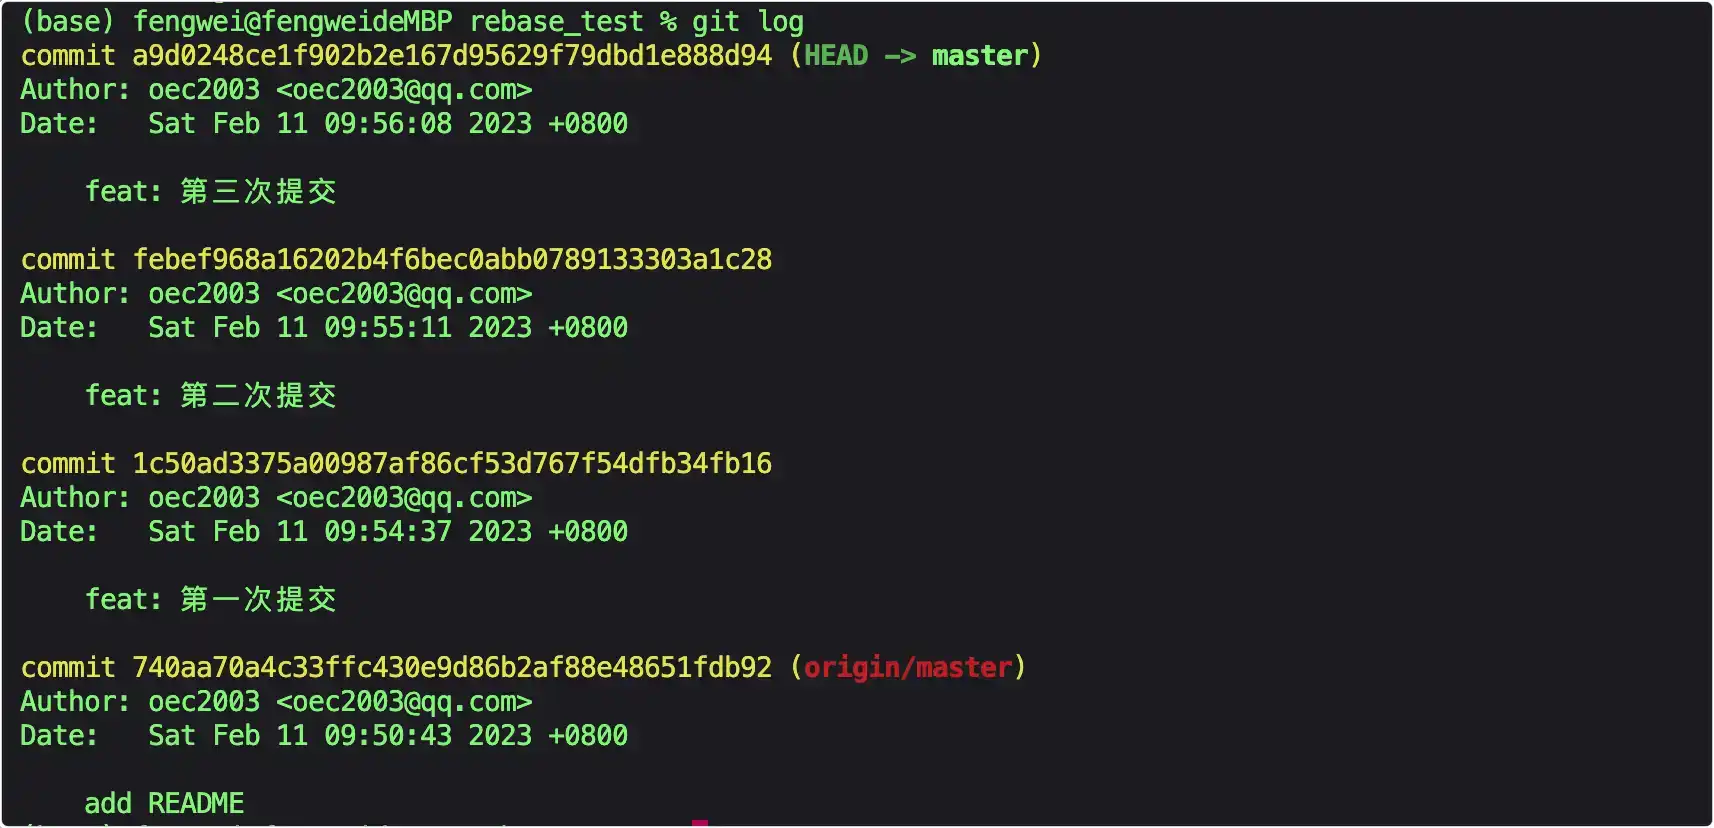 (base) fengwei@fengweideMBP rebase_test % git log
commit a9d0248ce1f902b2e167d95629f79dbd1e888d94 (HEAD -> master)
Author: oec2003 <oec2003@qq.com>
Date:   Sat Feb 11 09:56:08 2023 +0800
feat: 第三次提交
commit febef968a16202b4f6bec0abb0789133303a1c28
Author: oec2003 <oec2003@qq.com>
Date:   Sat Feb 11 09:55:11 2023 +0800
feat: 第二次提交
commit 1c50ad3375a00987af86cf53d767f54dfb34fb16
Author: oec2003 <oec2003@qq.com>
Date:   Sat Feb 11 09:54:37 2023 +0800
feat: 第一次提交
commit 740aa70a4c33ffc430e9d86b2af88e48651fdb92 (origin/master)
Author: oec2003 <oec2003@qq.com>
Date:   Sat Feb 11 09:50:43 2023 +0800
add README